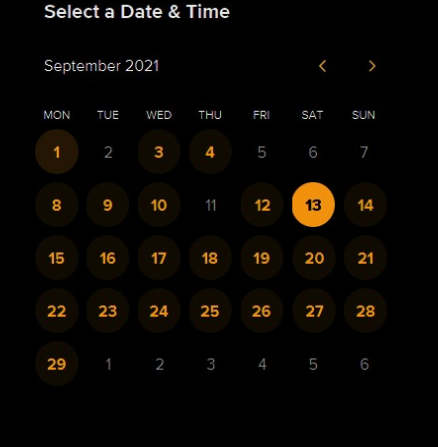 Select a Date & Time
September 2021
MON TUE WED THU FRI SAT SUN
1 2 3 4 5 6 7
8 9 10 11 12 13 14
15 16 17 18 19 20 21
22 23 24 25 26 27 28
29 1 2 3 4 5 6